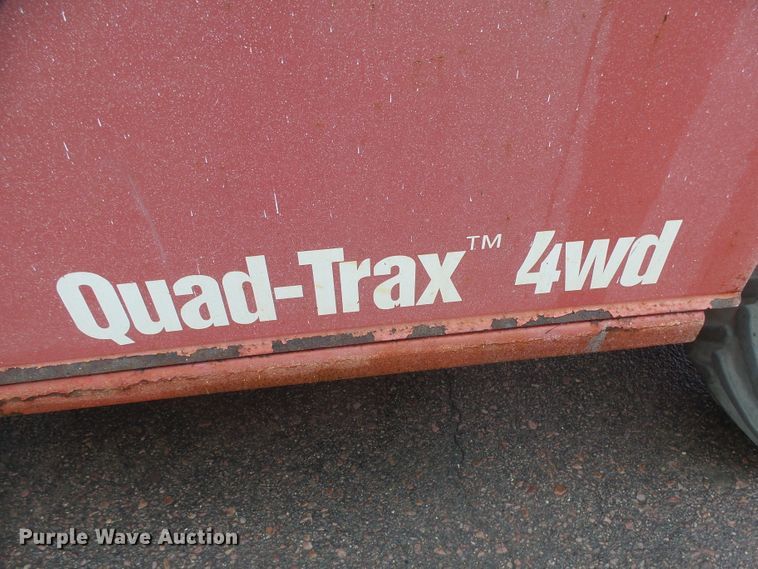 Quad-Trax™ 4wd
Purple Wave Auction